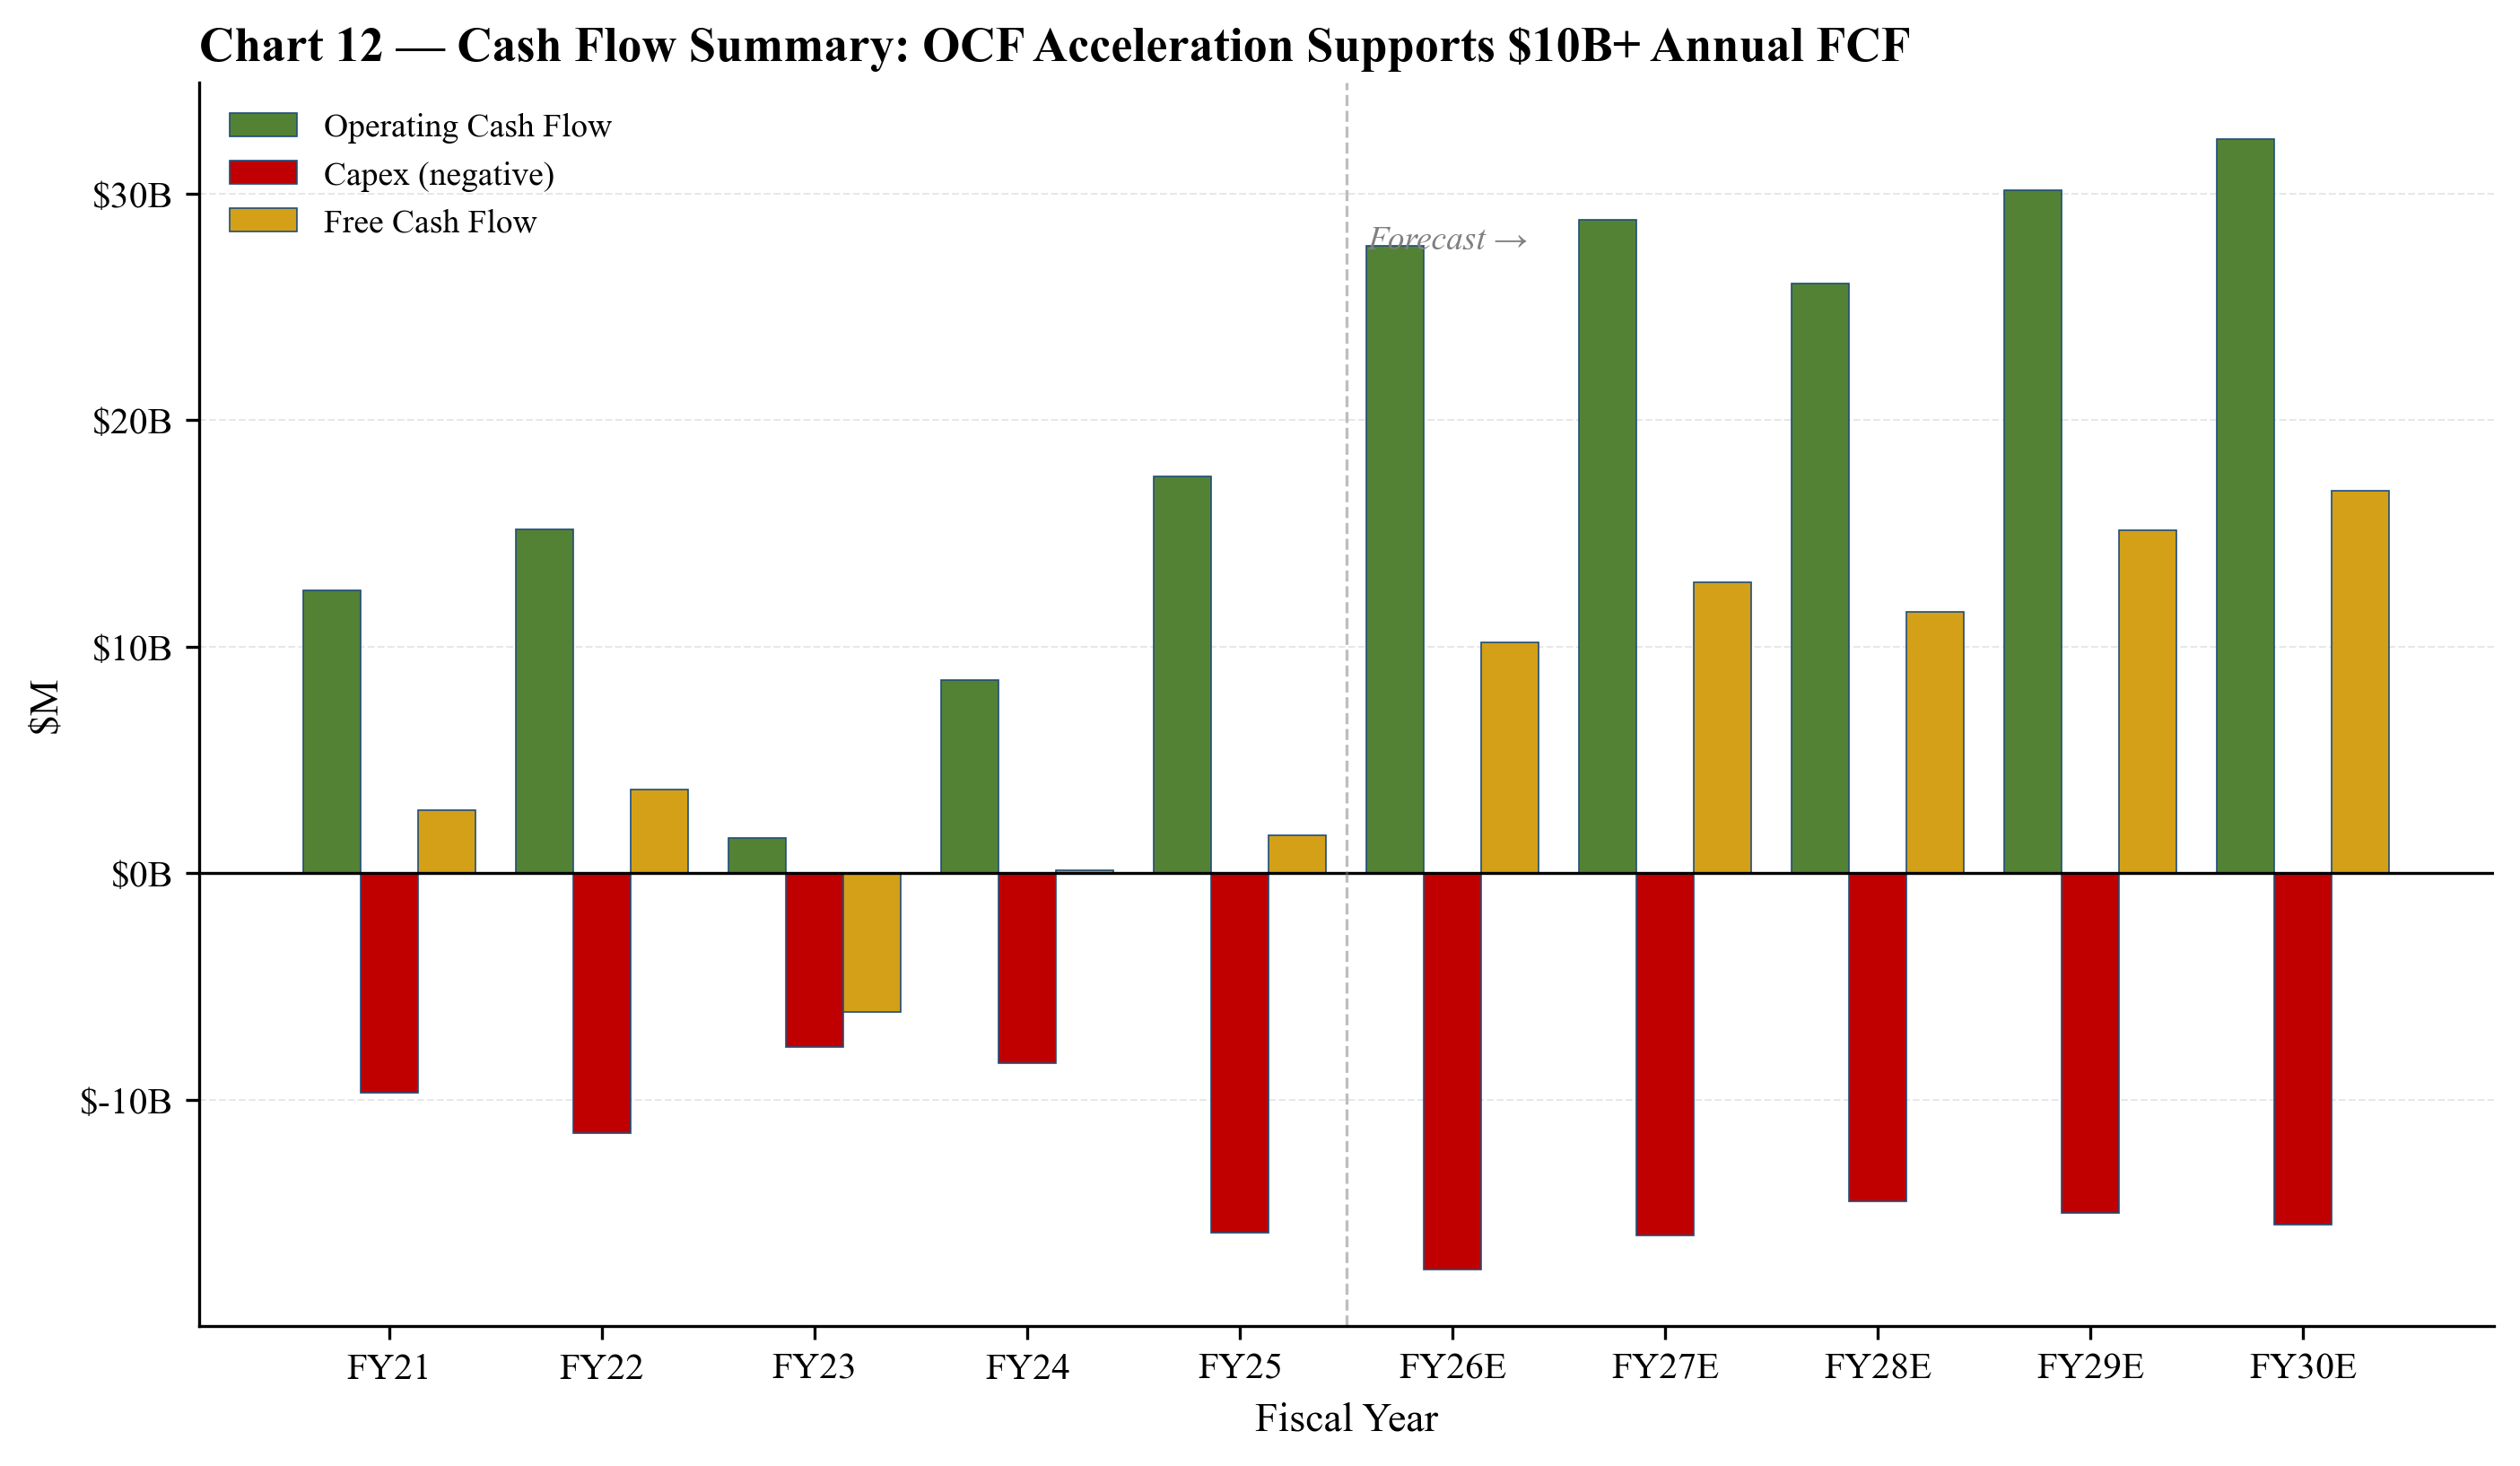 Chart 12 — Cash Flow Summary: OCF Acceleration Supports $10B+ Annual FCF
Operating Cash Flow
Capex (negative)
Free Cash Flow
Forecast →
$30B
$20B
$10B
$0B
$-10B
$M
FY21 FY22 FY23 FY24 FY25 FY26E FY27E FY28E FY29E FY30E
Fiscal Year